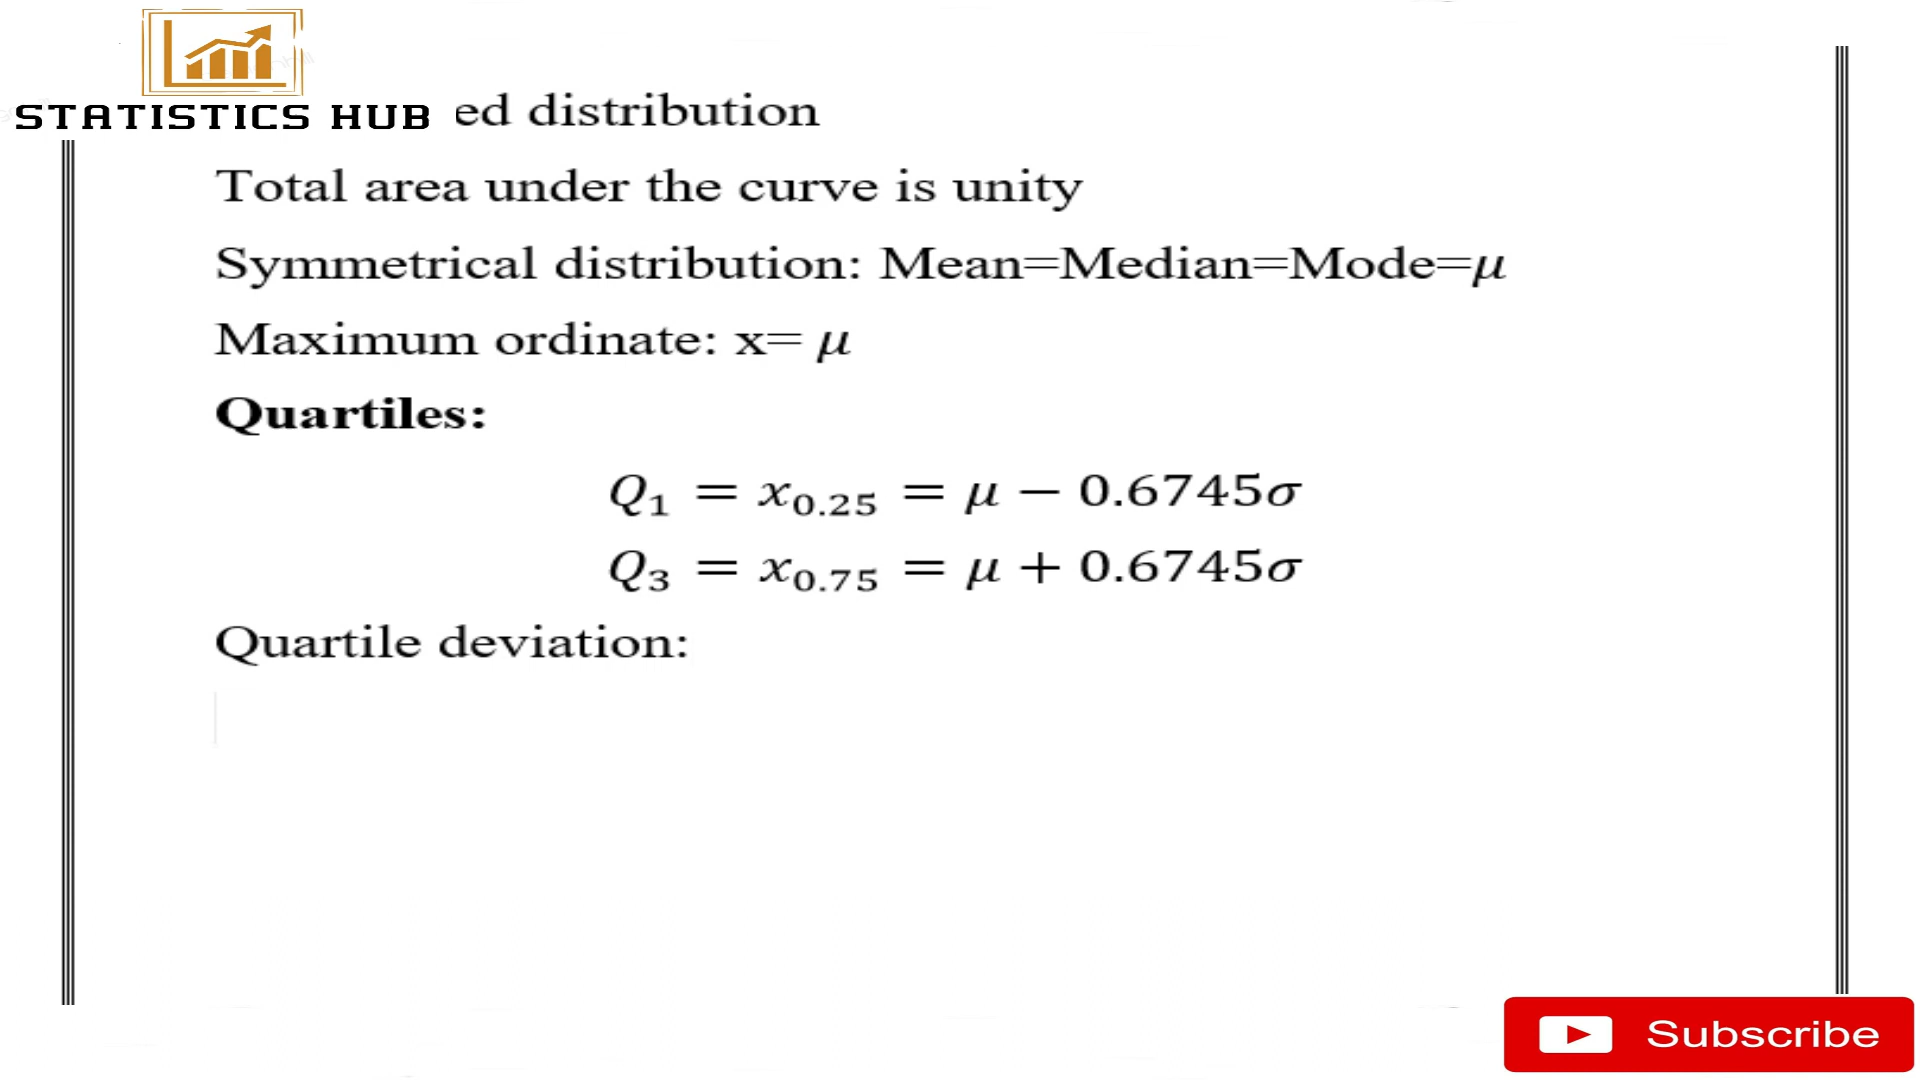 STATISTICS HUB
ed distribution
Total area under the curve is unity
Symmetrical distribution: Mean=Median=Mode=μ
Maximum ordinate: x= μ
Quartiles:
Q₁ = x₀.₂₅ = μ − 0.6745σ
Q₃ = x₀.₇₅ = μ + 0.6745σ
Quartile deviation:
Subscribe